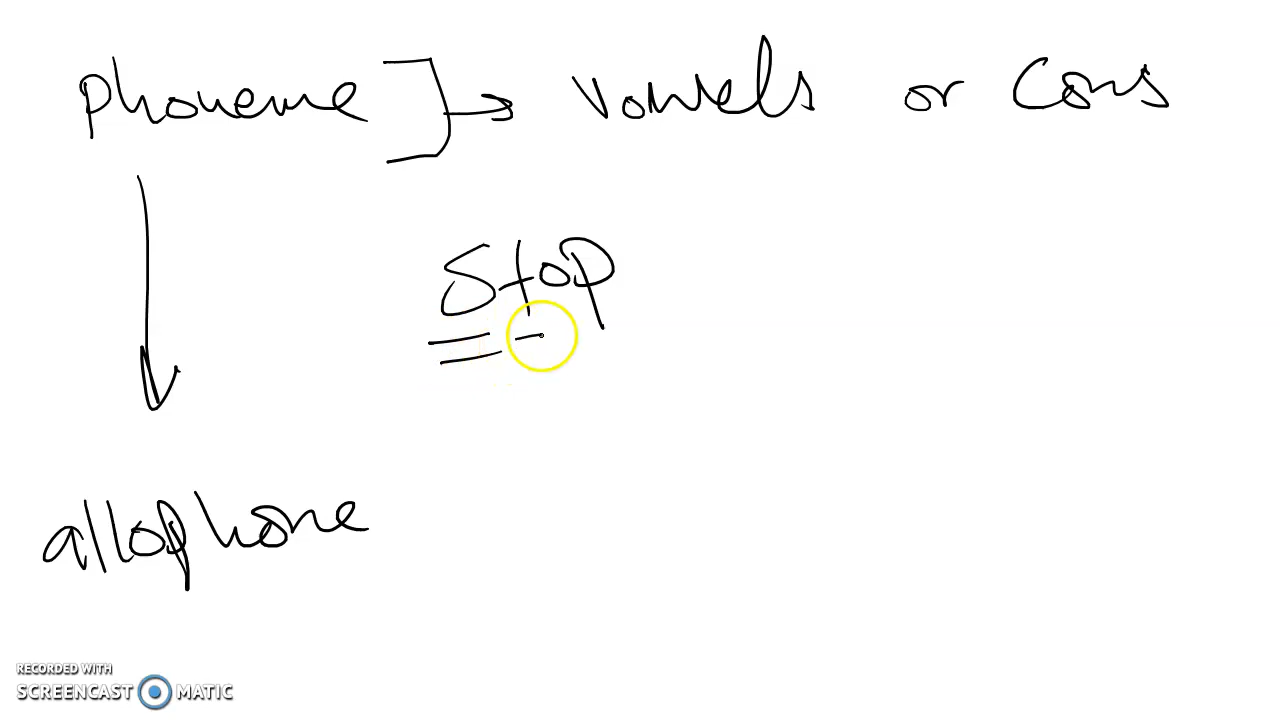 phoneme ]→ vowels or Cons
Stop
allophone
RECORDED WITH
SCREENCAST MATIC